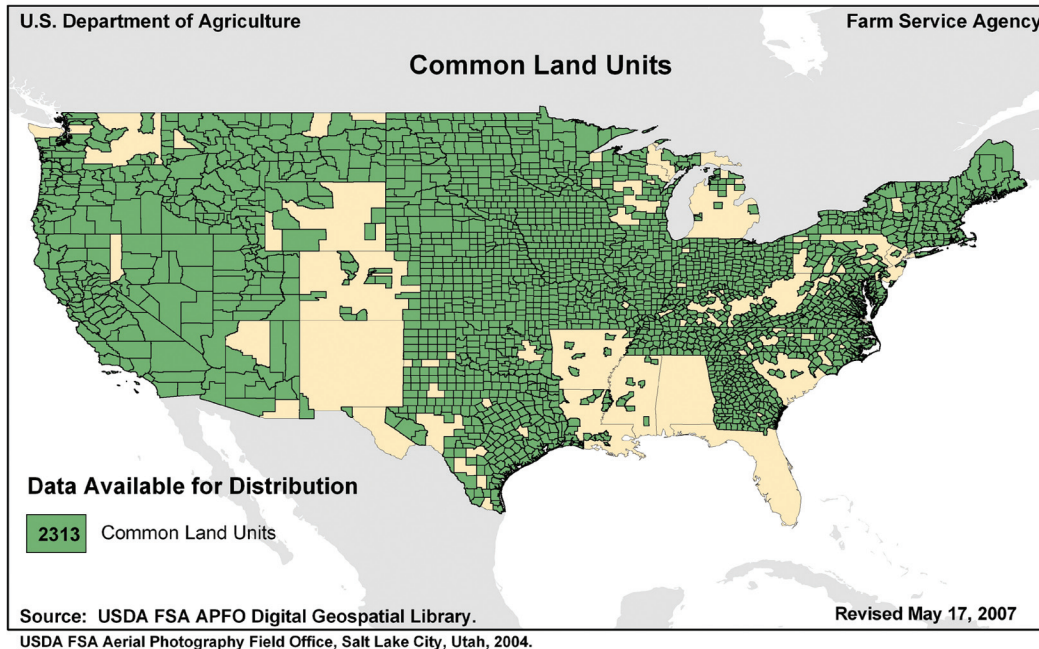 U.S. Department of Agriculture
Farm Service Agency
Common Land Units
Data Available for Distribution
2313 Common Land Units
Source: USDA FSA APFO Digital Geospatial Library.
Revised May 17, 2007
USDA FSA Aerial Photography Field Office, Salt Lake City, Utah, 2004.